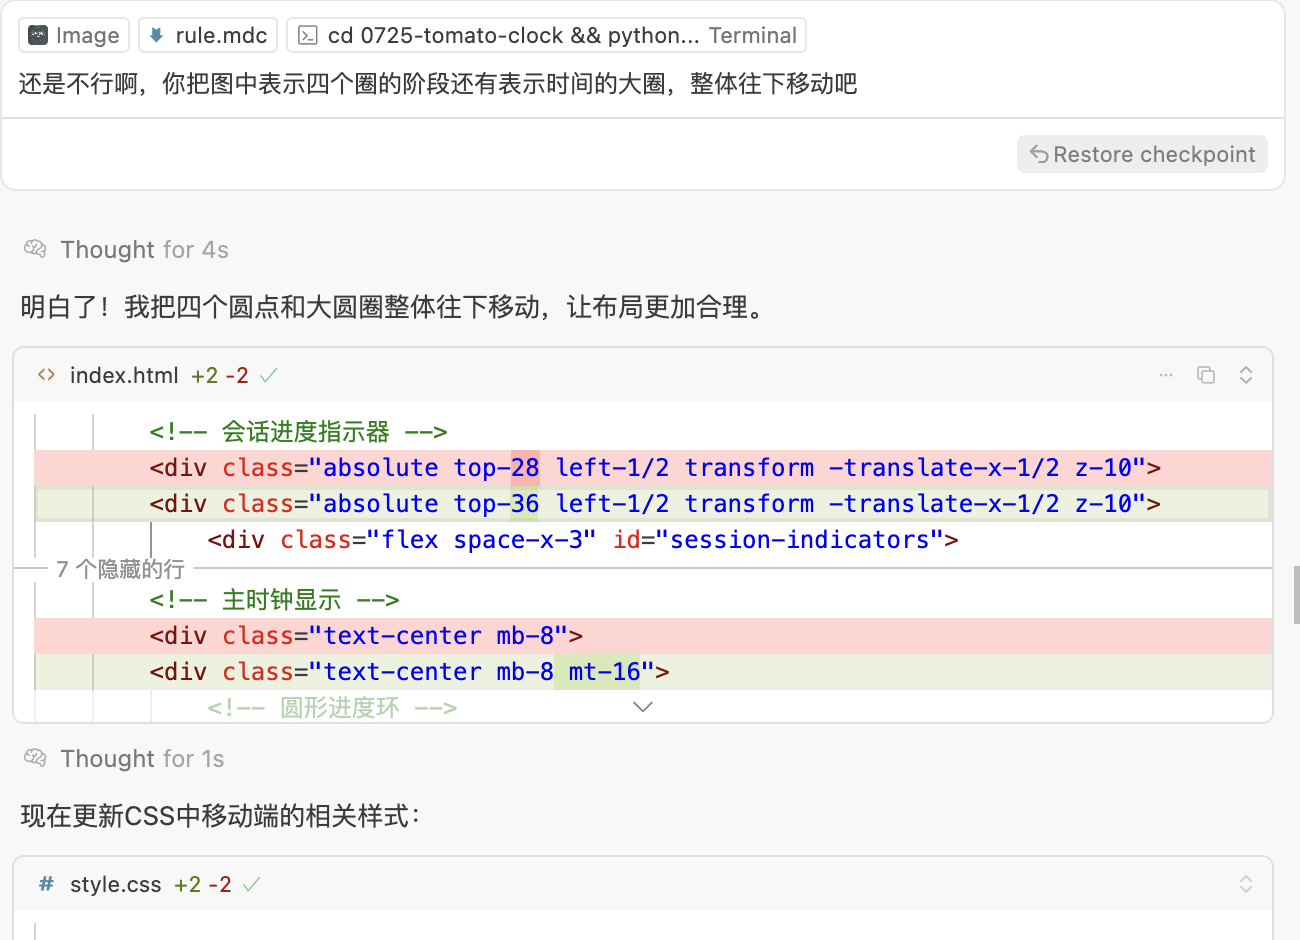 Image
rule.mdc
cd 0725-tomato-clock && python... Terminal
还是不行啊，你把图中表示四个圈的阶段还有表示时间的大圈，整体往下移动吧
Restore checkpoint
Thought for 4s
明白了！我把四个圆点和大圆圈整体往下移动，让布局更加合理。
index.html +2 -2
<!-- 会话进度指示器 -->
<div class="absolute top-28 left-1/2 transform -translate-x-1/2 z-10">
<div class="absolute top-36 left-1/2 transform -translate-x-1/2 z-10">
<div class="flex space-x-3" id="session-indicators">
7 个隐藏的行
<!-- 主时钟显示 -->
<div class="text-center mb-8">
<div class="text-center mb-8 mt-16">
<!-- 圆形进度环 -->
Thought for 1s
现在更新CSS中移动端的相关样式：
# style.css +2 -2